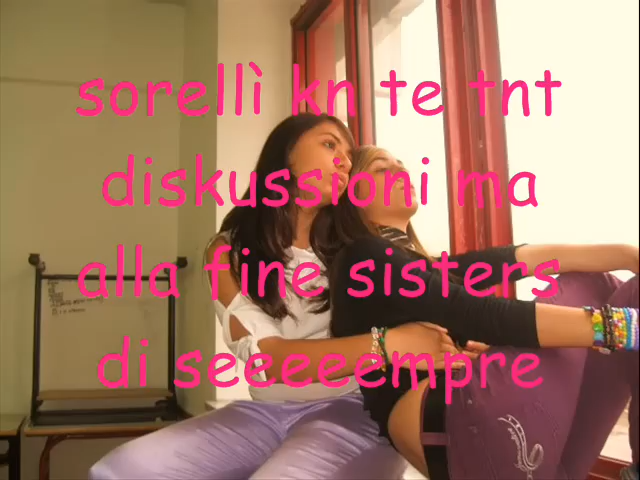 sorellì kn te tnt
diskussioni ma
alla fine sisters
di seeeeempre